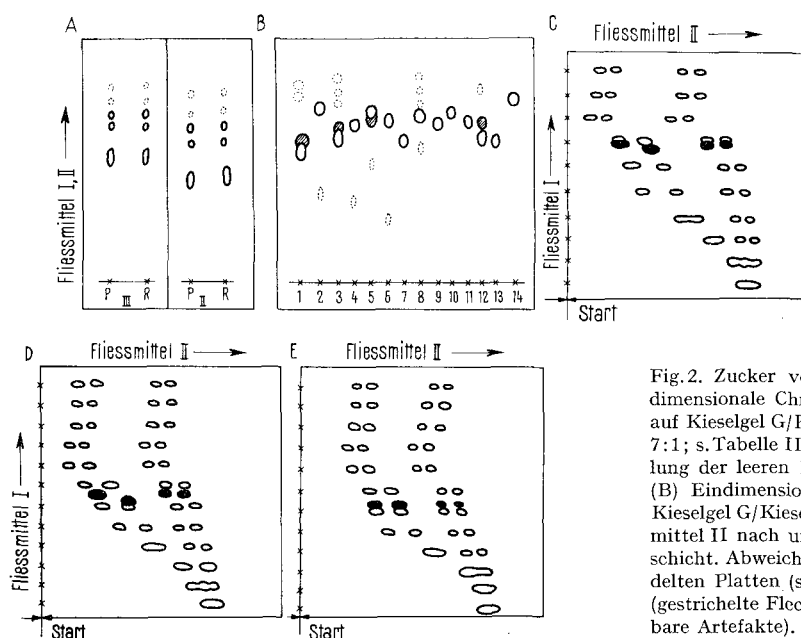 A
Fliessmittel I, II
P R P R
III II
B
1 2 3 4 5 6 7 8 9 10 11 12 13 14
C
Fliessmittel II
Fliessmittel I
Start
D
Fliessmittel II
Fliessmittel I
Start
E
Fliessmittel II
Start
Fig. 2. Zucker
dimensionale
auf Kieselgel
7:1; s. Tabelle II
lung der leeren
(B) Eindimension
Kieselgel G/Kiese
mittel II nach
schicht. Abweich
delten Platten
(gestrichelte Flec
bare Artefakte).